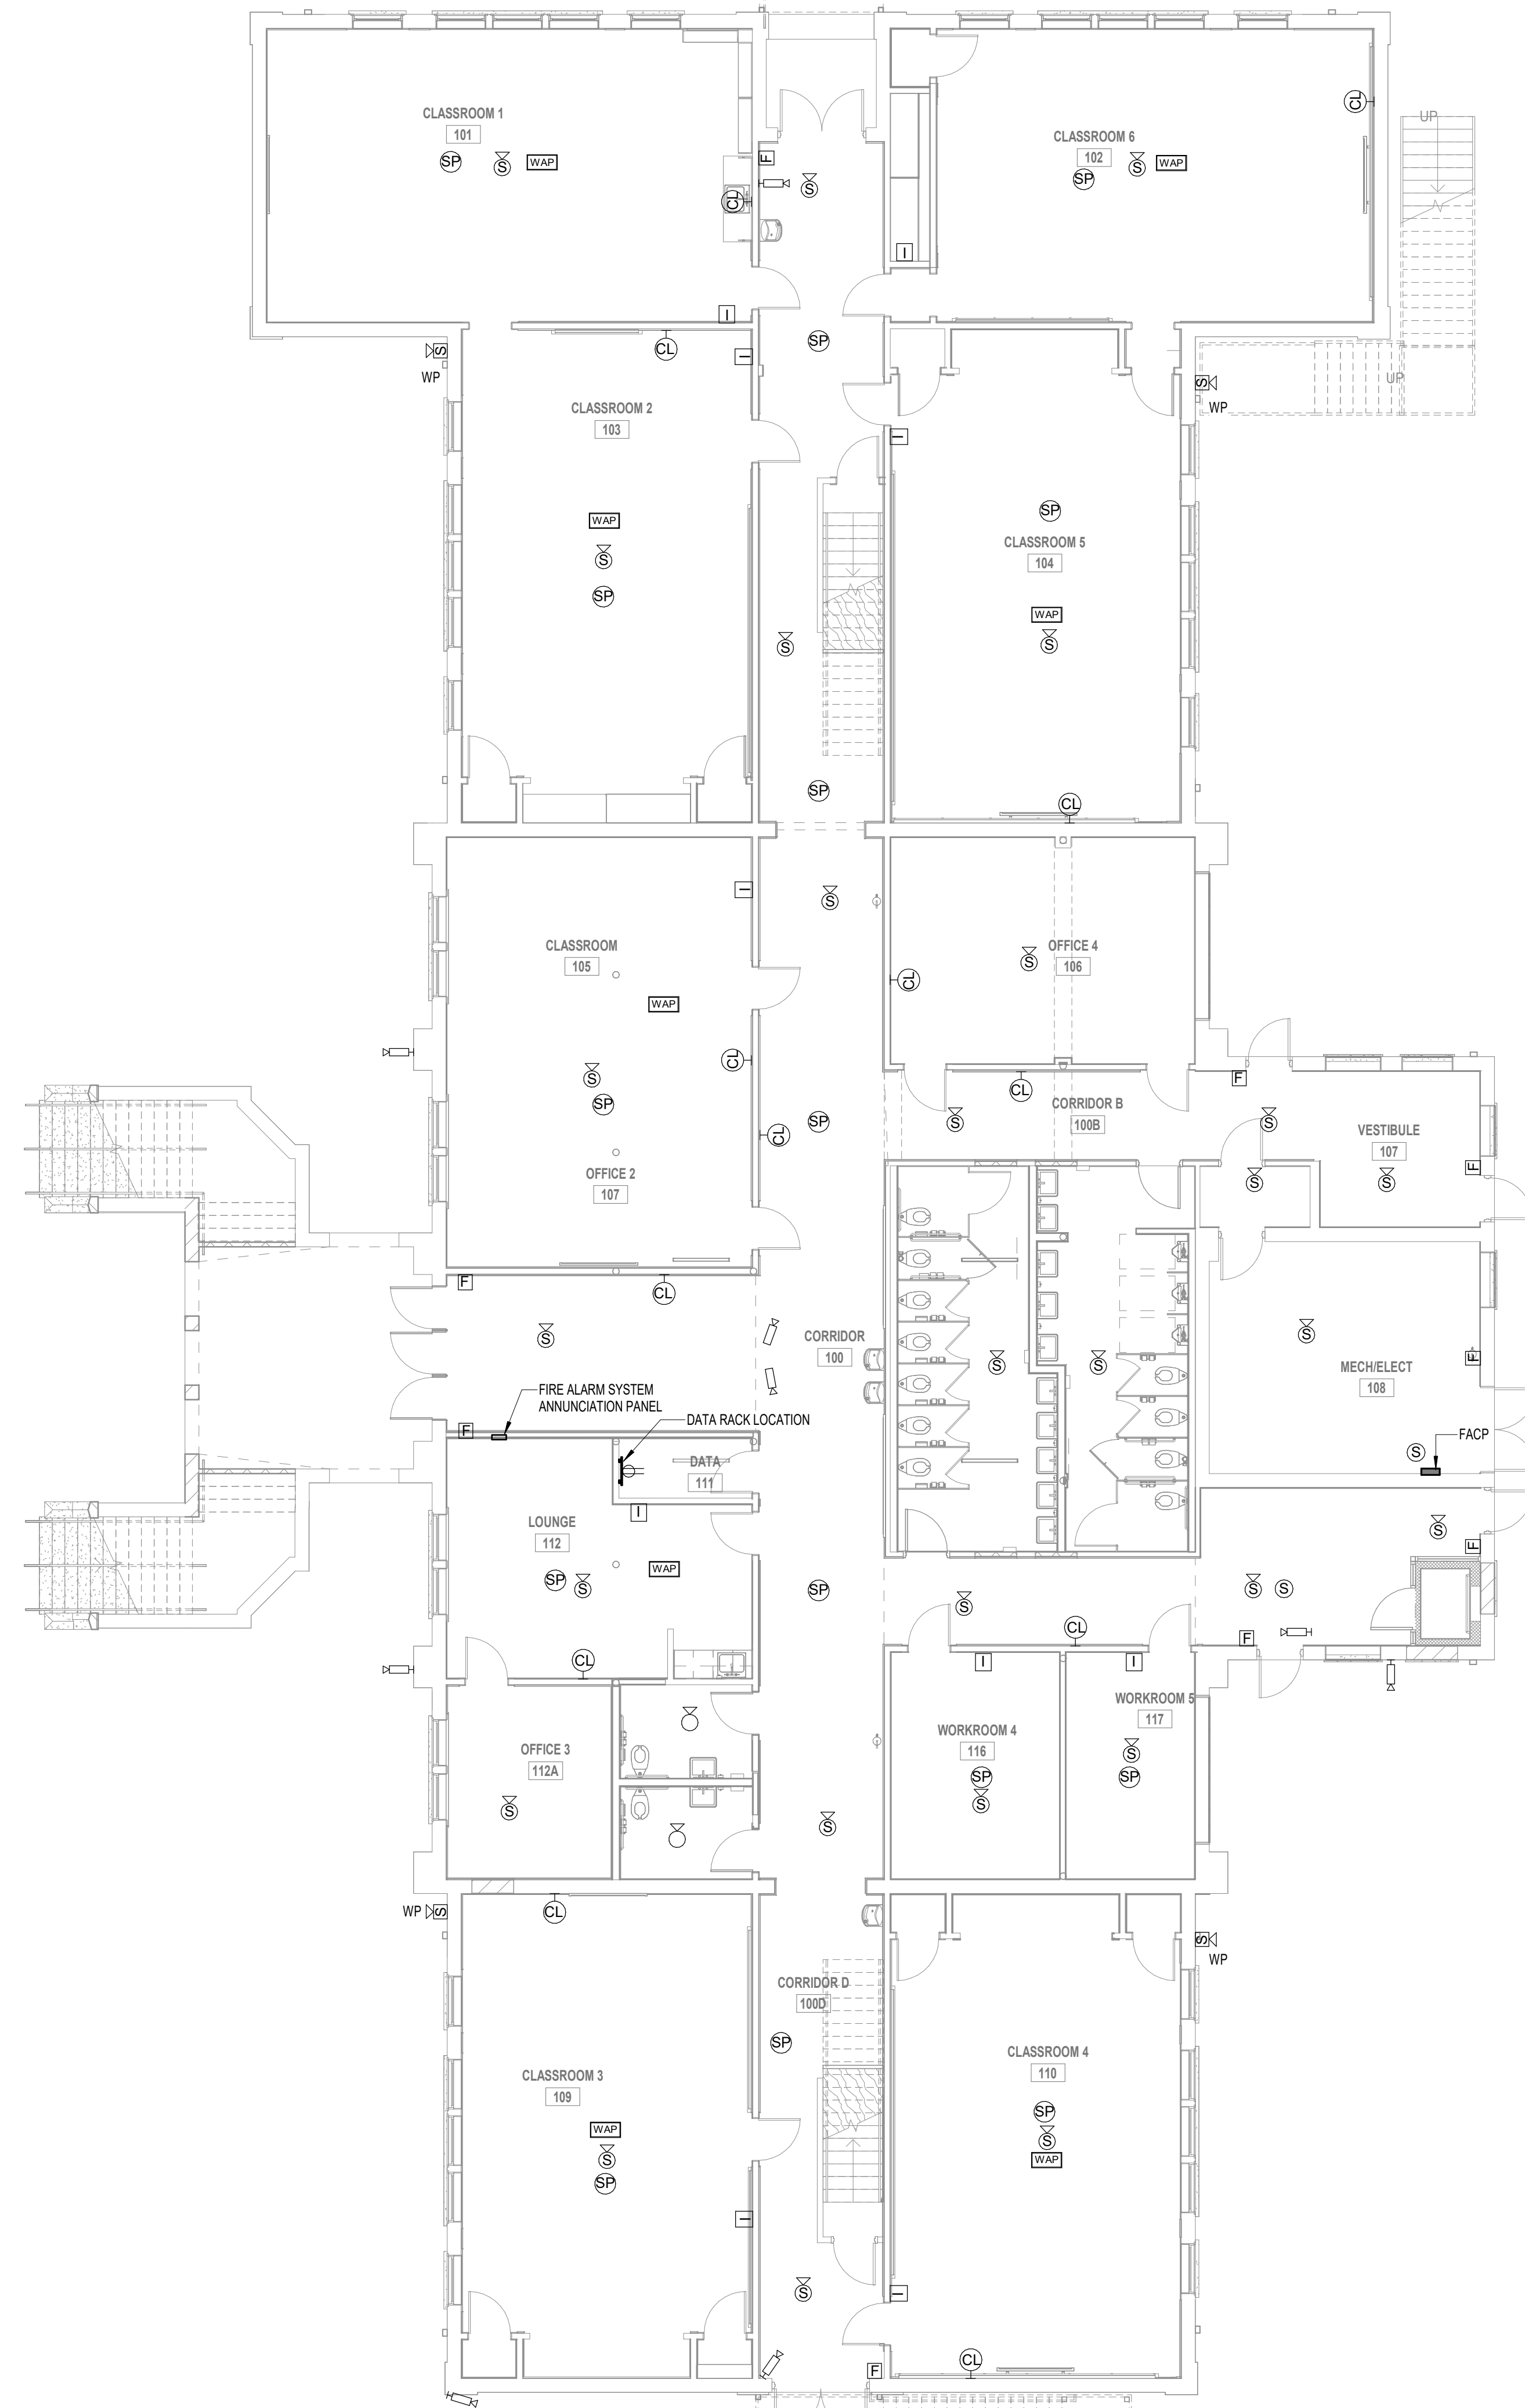 CLASSROOM 1
101
SP
S
WAP
CL
F
S
I
CLASSROOM 6
102
SP
S
WAP
CL
I
UP
UP
S
WP
CL
I
SP
S
WP
CLASSROOM 2
103
WAP
S
SP
I
SP
CLASSROOM 5
104
WAP
S
S
SP
CL
I
S
CLASSROOM
105
WAP
S
SP
CL
CL
SP
OFFICE 2
107
OFFICE 4
106
S
CL
CL
CORRIDOR B
100B
S
S
F
VESTIBULE
107
S
S
F
F
CL
S
CORRIDOR
100
S
S
S
MECH/ELECT
108
F
S
FACP
FIRE ALARM SYSTEM
ANNUNCIATION PANEL
F
DATA RACK LOCATION
DATA
111
I
LOUNGE
112
SP
S
WAP
CL
SP
S
S
S
S
F
F
CL
I
I
WORKROOM 4
116
SP
S
WORKROOM 5
117
S
SP
OFFICE 3
112A
S
S
WP
S
CL
S
WP
CORRIDOR D
100D
SP
CLASSROOM 3
109
WAP
S
SP
I
CLASSROOM 4
110
SP
S
WAP
S
I
F
CL